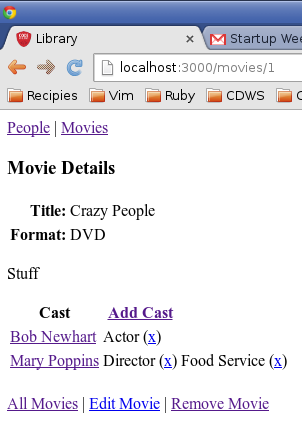 Library
Startup Wee
localhost:3000/movies/1
Recipies Vim Ruby CDWS
People | Movies
Movie Details
Title: Crazy People
Format: DVD
Stuff
Cast Add Cast
Bob Newhart Actor (x)
Mary Poppins Director (x) Food Service (x)
All Movies | Edit Movie | Remove Movie